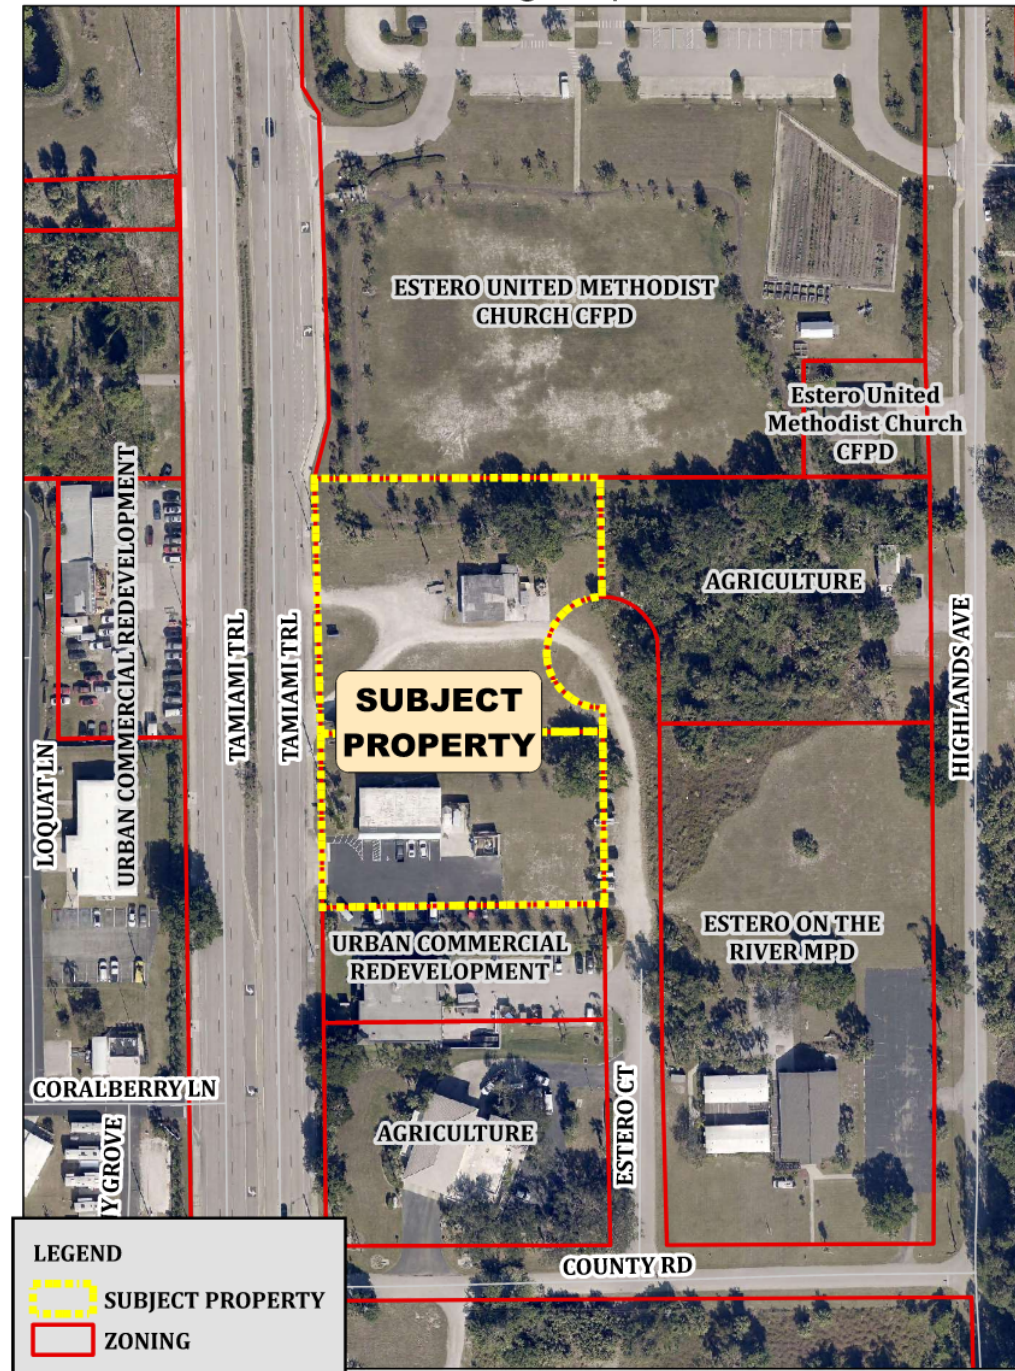 ESTERO UNITED METHODIST
CHURCH CFPD
Estero United
Methodist Church
CFPD
URBAN COMMERCIAL REDEVELOPMENT
AGRICULTURE
TAMIAMI TRL
TAMIAMI TRL
HIGHLANDS AVE
SUBJECT
PROPERTY
LOQUAT LN
ESTERO ON THE
RIVER MPD
URBAN COMMERCIAL
REDEVELOPMENT
CORALBERRY LN
AGRICULTURE
ESTERO CT
GROVE
COUNTY RD
LEGEND
SUBJECT PROPERTY
ZONING